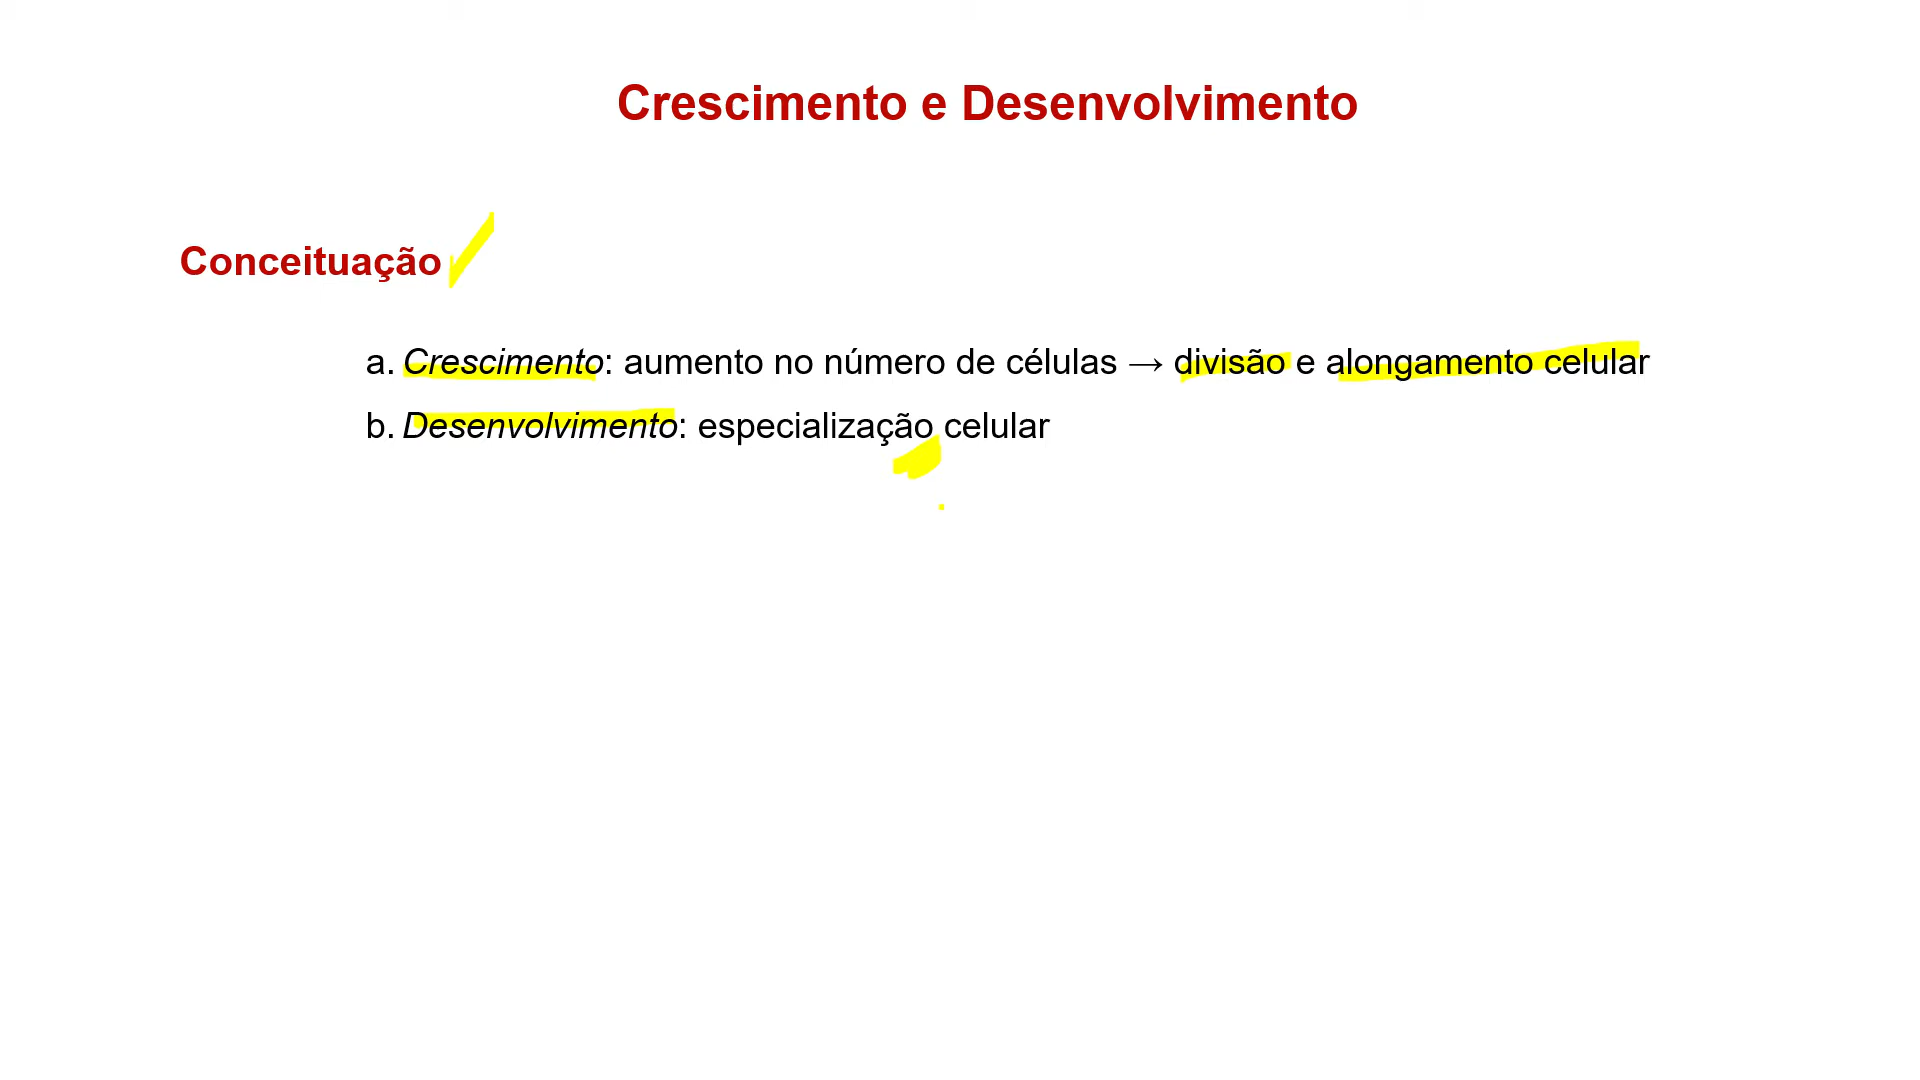 Crescimento e Desenvolvimento
Conceituação
a. Crescimento: aumento no número de células → divisão e alongamento celular
b. Desenvolvimento: especialização celular